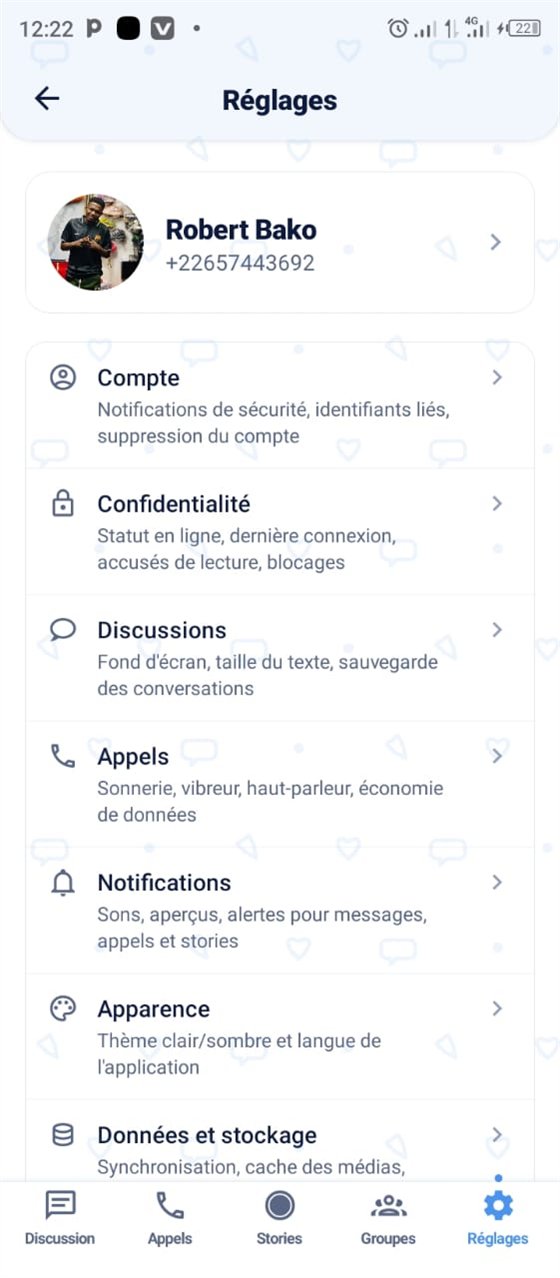 12:22
4G
22
Réglages
Robert Bako
+22657443692
Compte
Notifications de sécurité, identifiants liés,
suppression du compte
Confidentialité
Statut en ligne, dernière connexion,
accusés de lecture, blocages
Discussions
Fond d'écran, taille du texte, sauvegarde
des conversations
Appels
Sonnerie, vibreur, haut-parleur, économie
de données
Notifications
Sons, aperçus, alertes pour messages,
appels et stories
Apparence
Thème clair/sombre et langue de
l'application
Données et stockage
Synchronisation, cache des médias,
Discussion
Appels
Stories
Groupes
Réglages